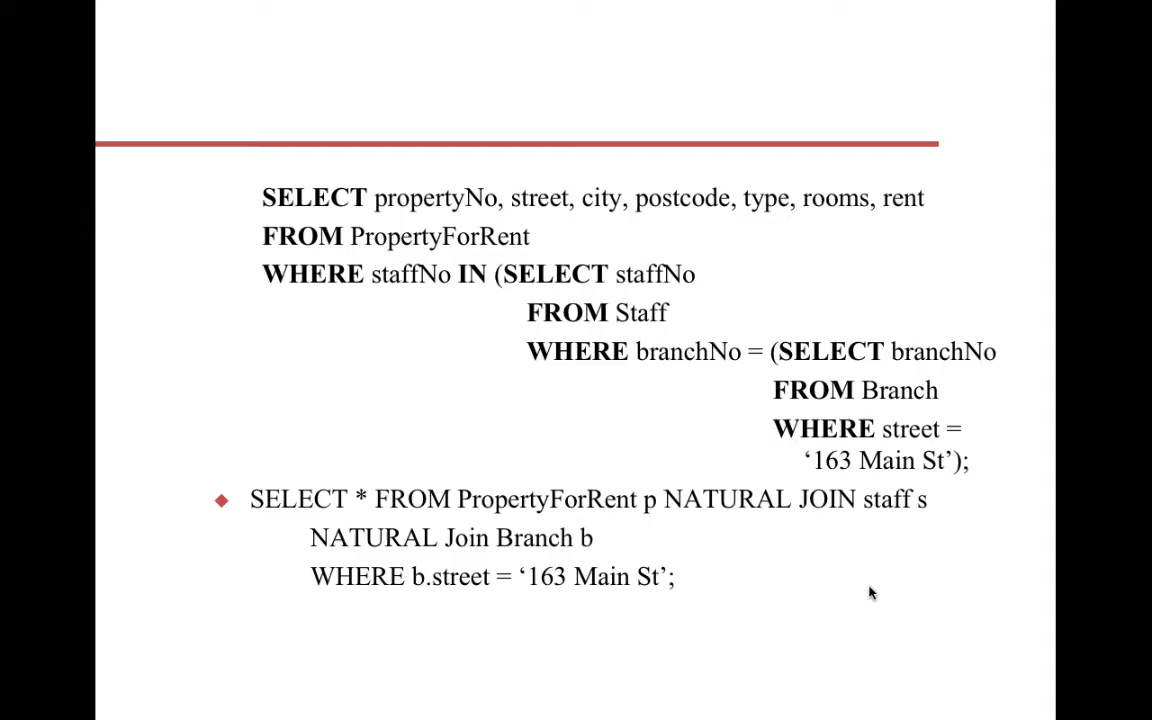 SELECT propertyNo, street, city, postcode, type, rooms, rent
FROM PropertyForRent
WHERE staffNo IN (SELECT staffNo
FROM Staff
WHERE branchNo = (SELECT branchNo
FROM Branch
WHERE street =
‘163 Main St’);
SELECT * FROM PropertyForRent p NATURAL JOIN staff s
NATURAL Join Branch b
WHERE b.street = ‘163 Main St’;